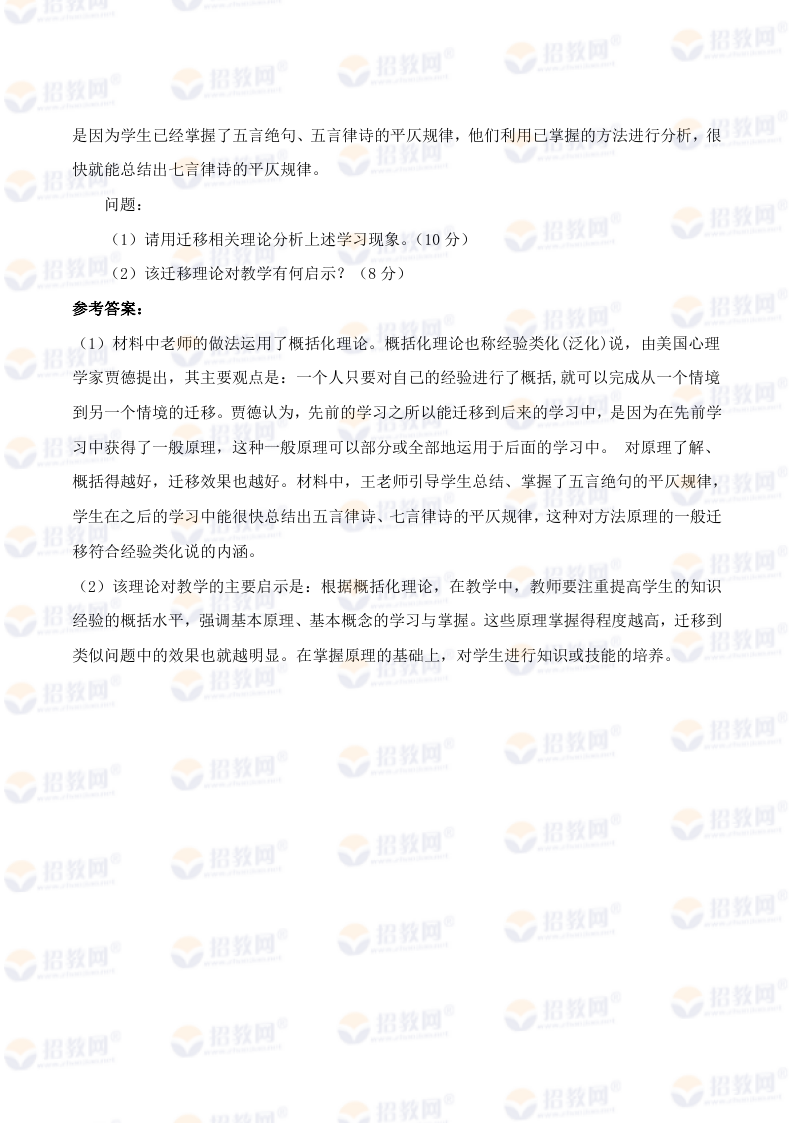 是因为学生已经掌握了五言绝句、五言律诗的平仄规律，他们利用已掌握的方法进行分析，很
快就能总结出七言律诗的平仄规律。
问题：
（1）请用迁移相关理论分析上述学习现象。（10 分）
（2）该迁移理论对教学有何启示？（8 分）
参考答案：
（1）材料中老师的做法运用了概括化理论。概括化理论也称经验类化(泛化)说，由美国心理
学家贾德提出，其主要观点是：一个人只要对自己的经验进行了概括,就可以完成从一个情境
到另一个情境的迁移。贾德认为，先前的学习之所以能迁移到后来的学习中，是因为在先前学
习中获得了一般原理，这种一般原理可以部分或全部地运用于后面的学习中。 对原理了解、
概括得越好，迁移效果也越好。材料中，王老师引导学生总结、掌握了五言绝句的平仄规律，
学生在之后的学习中能很快总结出五言律诗、七言律诗的平仄规律，这种对方法原理的一般迁
移符合经验类化说的内涵。
（2）该理论对教学的主要启示是：根据概括化理论，在教学中，教师要注重提高学生的知识
经验的概括水平，强调基本原理、基本概念的学习与掌握。这些原理掌握得程度越高，迁移到
类似问题中的效果也就越明显。在掌握原理的基础上，对学生进行知识或技能的培养。
招教网